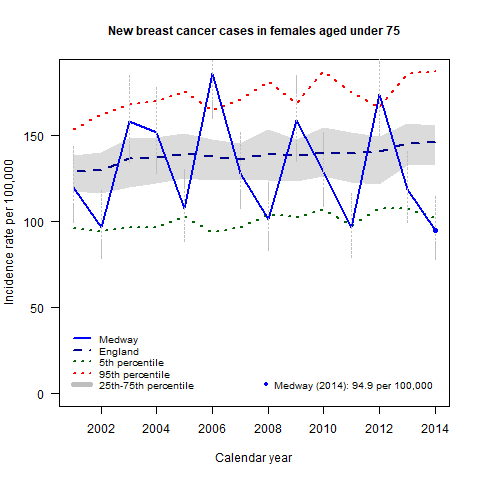 New breast cancer cases in females aged under 75
Incidence rate per 100,000
150
100
50
0
Medway
England
5th percentile
95th percentile
25th-75th percentile
Medway (2014): 94.9 per 100,000
2002 2004 2006 2008 2010 2012 2014
Calendar year